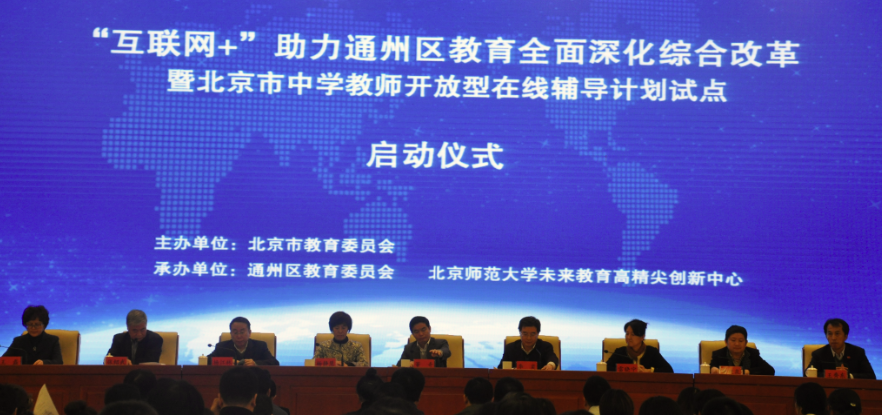 “互联网+”助力通州区教育全面深化综合改革
暨北京市中学教师开放型在线辅导计划试点
启动仪式
主办单位：北京市教育委员会
承办单位：通州区教育委员会 北京师范大学未来教育高精尖创新中心